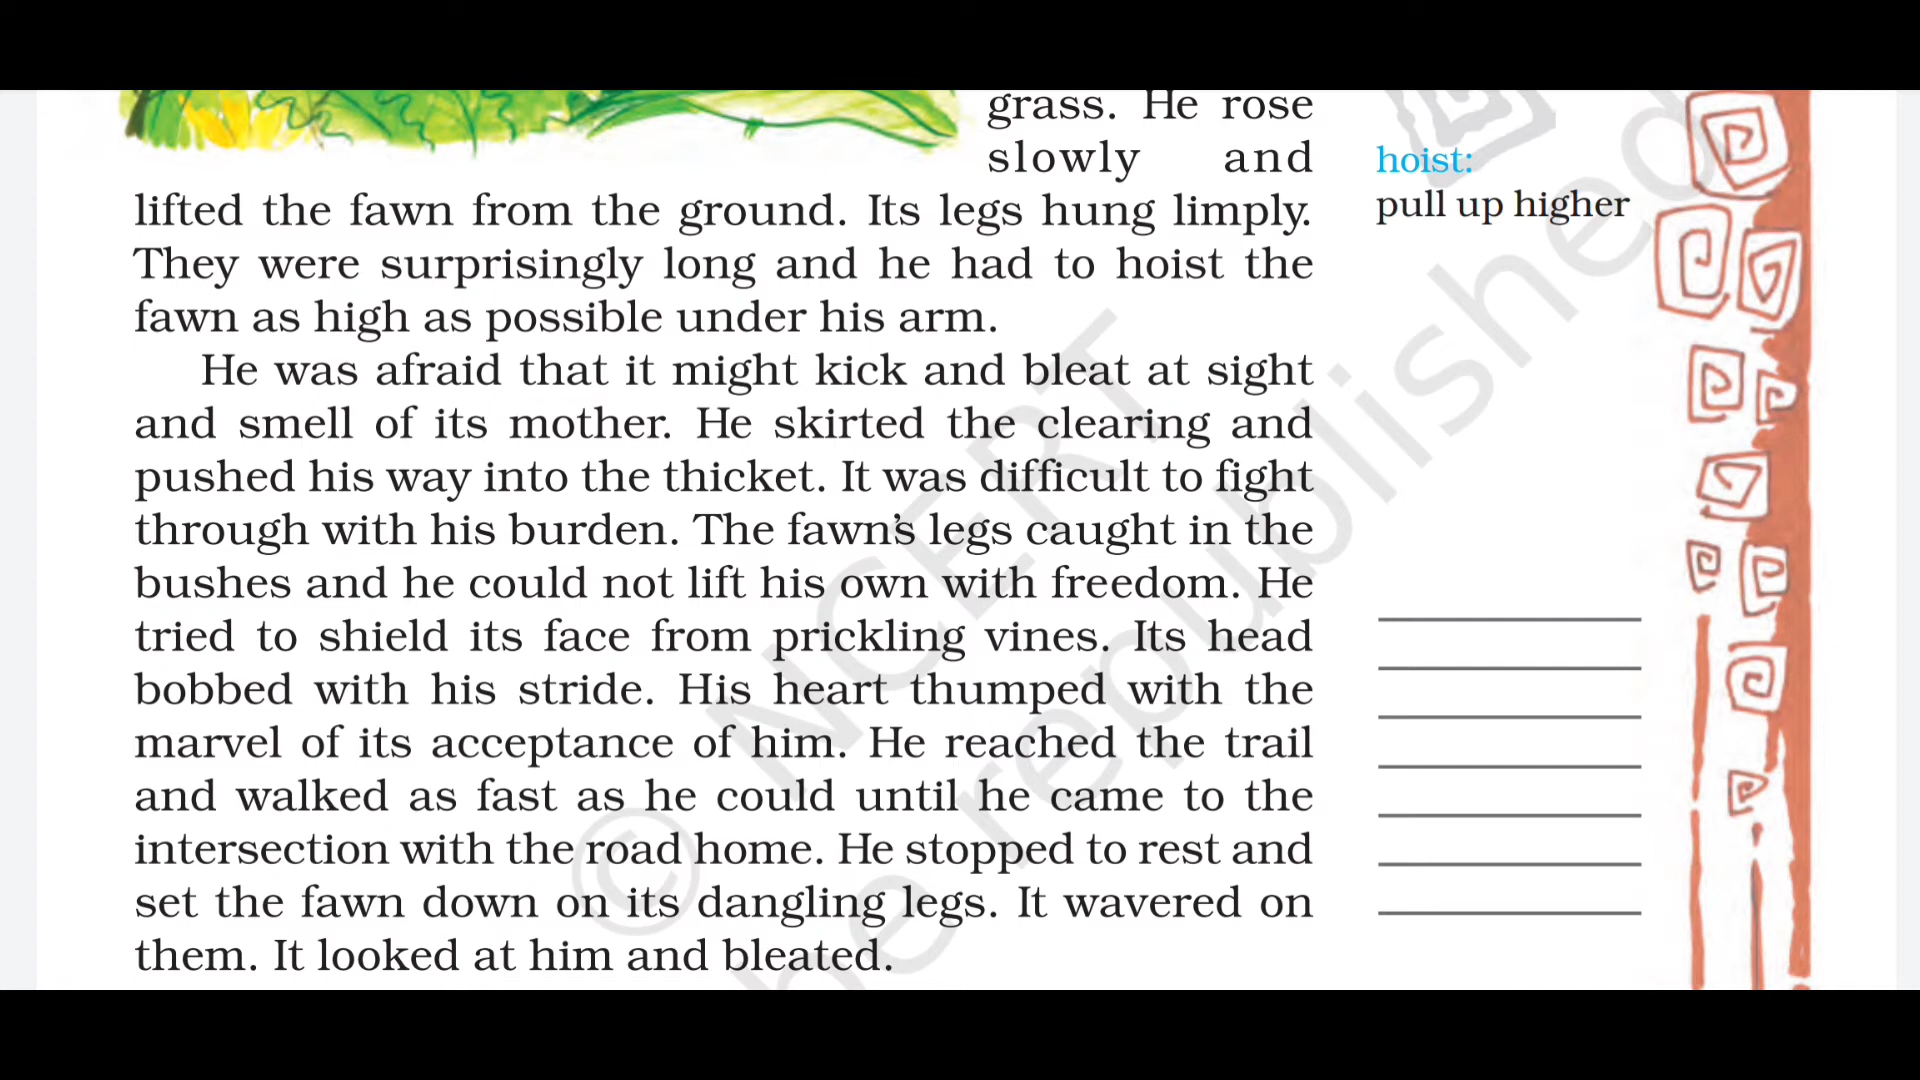 grass. He rose
slowly and
hoist:
pull up higher
lifted the fawn from the ground. Its legs hung limply.
They were surprisingly long and he had to hoist the
fawn as high as possible under his arm.
He was afraid that it might kick and bleat at sight
and smell of its mother. He skirted the clearing and
pushed his way into the thicket. It was difficult to fight
through with his burden. The fawn's legs caught in the
bushes and he could not lift his own with freedom. He
tried to shield its face from prickling vines. Its head
bobbed with his stride. His heart thumped with the
marvel of its acceptance of him. He reached the trail
and walked as fast as he could until he came to the
intersection with the road home. He stopped to rest and
set the fawn down on its dangling legs. It wavered on
them. It looked at him and bleated.
© NCERT
be republished